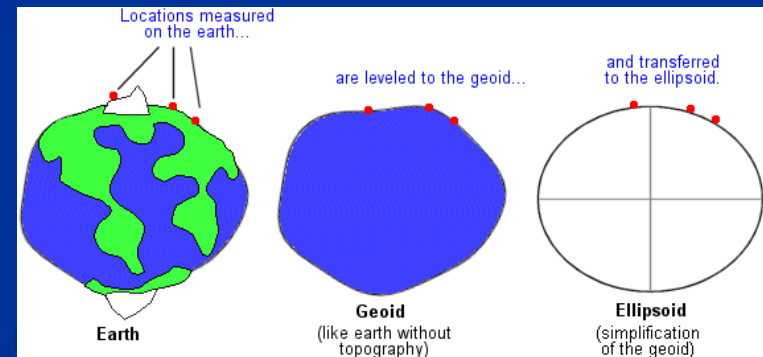 Locations measured
on the earth...
are leveled to the geoid...
and transferred
to the ellipsoid.
Earth
Geoid
(like earth without
topography)
Ellipsoid
(simplification
of the geoid)